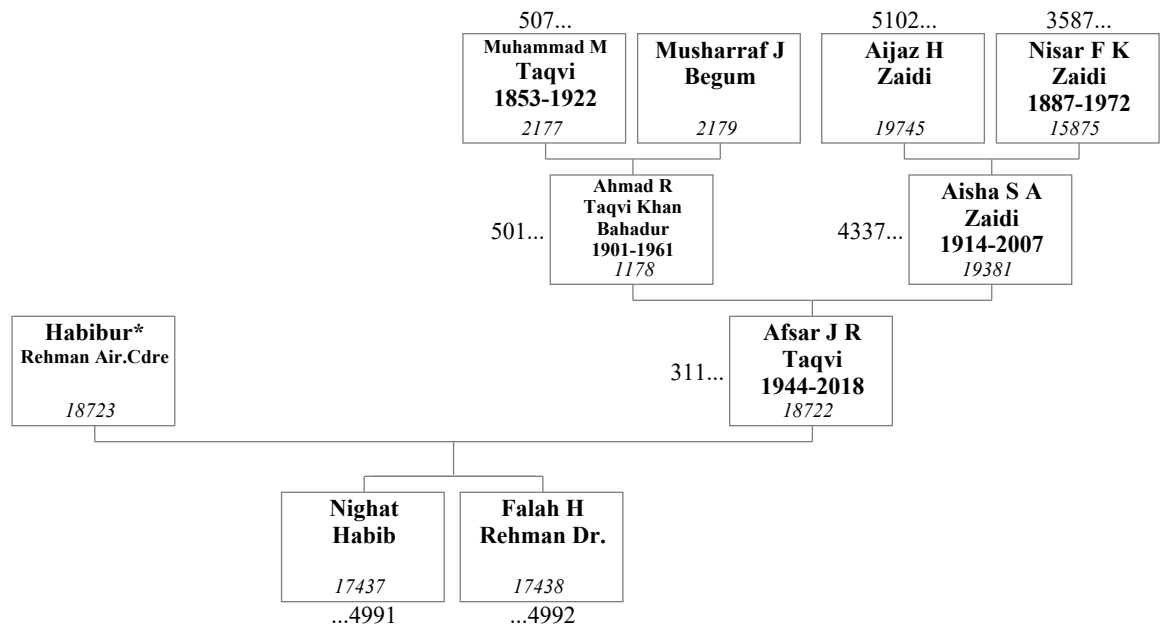 507...
Muhammad M
Taqvi
1853-1922
2177
Musharraf J
Begum
2179
5102...
Aijaz H
Zaidi
19745
3587...
Nisar F K
Zaidi
1887-1972
15875
501...
Ahmad R
Taqvi Khan
Bahadur
1901-1961
1178
4337...
Aisha S A
Zaidi
1914-2007
19381
Habibur*
Rehman Air.Cdre
18723
311...
Afsar J R
Taqvi
1944-2018
18722
Nighat
Habib
17437
...4991
Falah H
Rehman Dr.
17438
...4992